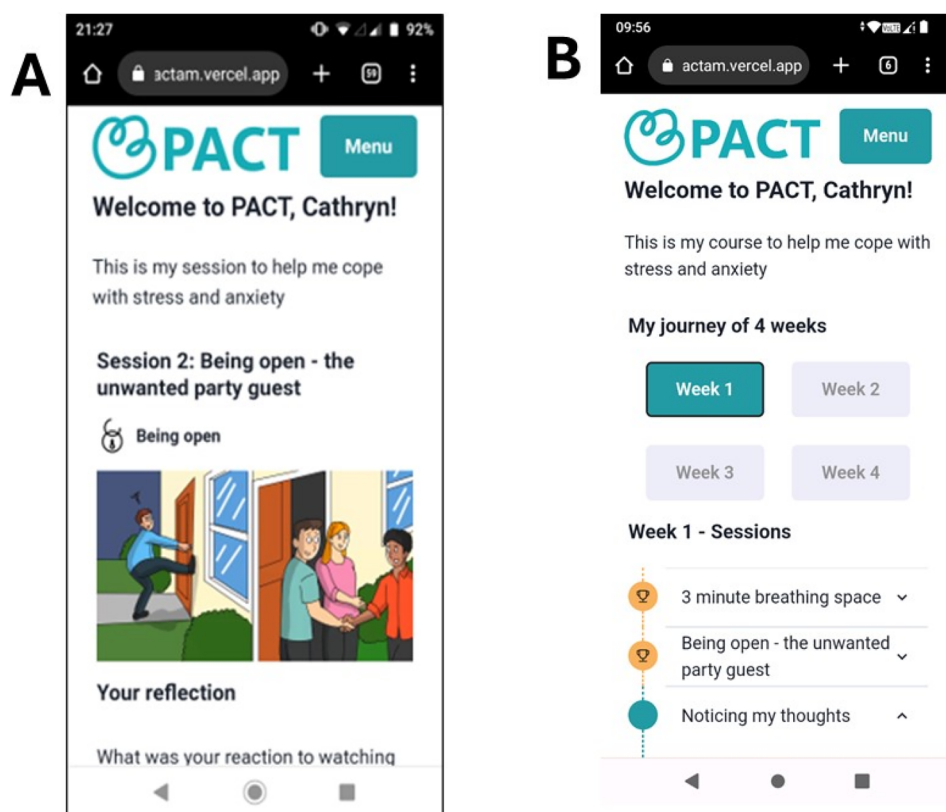 A
21:27
92%
actam.vercel.app
59
PACT
Menu
Welcome to PACT, Cathryn!
This is my session to help me cope
with stress and anxiety
Session 2: Being open - the
unwanted party guest
Being open
Your reflection
What was your reaction to watching
B
09:56
VoLTE
actam.vercel.app
6
PACT
Menu
Welcome to PACT, Cathryn!
This is my course to help me cope with
stress and anxiety
My journey of 4 weeks
Week 1
Week 2
Week 3
Week 4
Week 1 - Sessions
3 minute breathing space
Being open - the unwanted
party guest
Noticing my thoughts